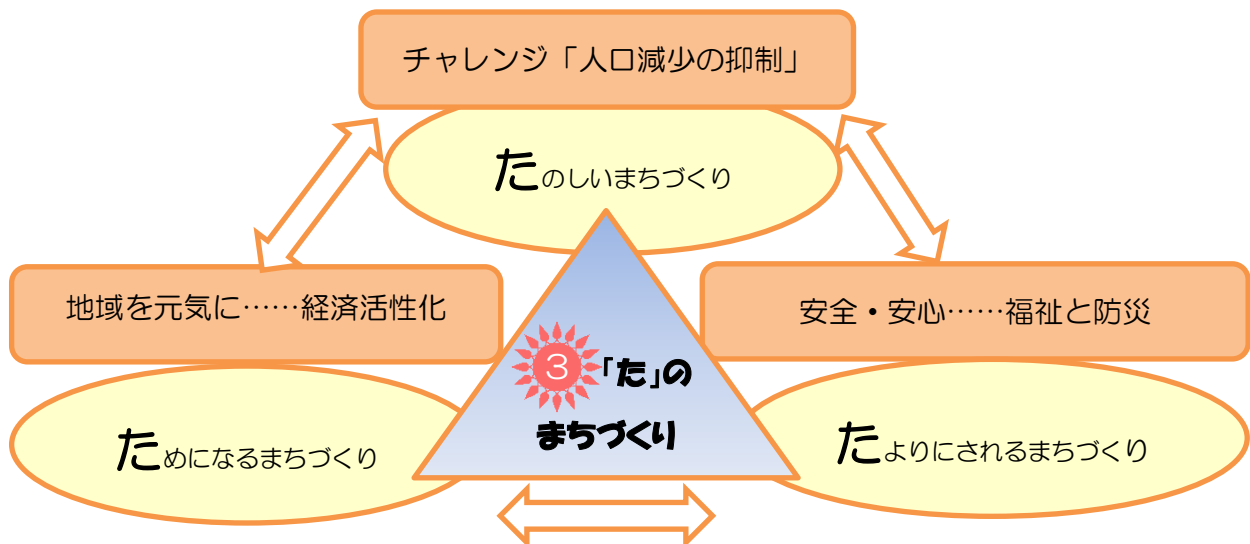 チャレンジ「人口減少の抑制」
たのしいまちづくり
地域を元気に……経済活性化
安全・安心……福祉と防災
3「た」の
まちづくり
ためになるまちづくり
たよりにされるまちづくり